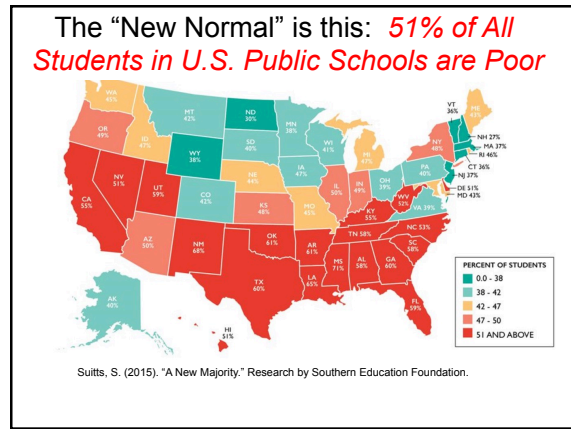 The “New Normal” is this: 51% of All
Students in U.S. Public Schools are Poor
WA
45%
OR
49%
ID
47%
MT
42%
ND
30%
MN
38%
WY
38%
SD
40%
WI
41%
MI
47%
NY
48%
VT
36%
ME
43%
NH 27%
MA 37%
RI 46%
CT 36%
NJ 37%
DE 51%
MD 43%
PA
40%
NV
51%
UT
59%
CA
55%
CO
42%
NE
44%
IA
47%
IL
50%
IN
49%
OH
39%
WV
52%
VA 39%
KS
48%
MO
45%
KY
55%
AZ
50%
NM
68%
OK
61%
AR
61%
TN 58%
NC 53%
SC
58%
MS
71%
AL
58%
GA
60%
TX
60%
LA
65%
FL
59%
AK
40%
HI
51%
PERCENT OF STUDENTS
0.0 - 38
38 - 42
42 - 47
47 - 50
51 AND ABOVE
Suitts, S. (2015). “A New Majority.” Research by Southern Education Foundation.